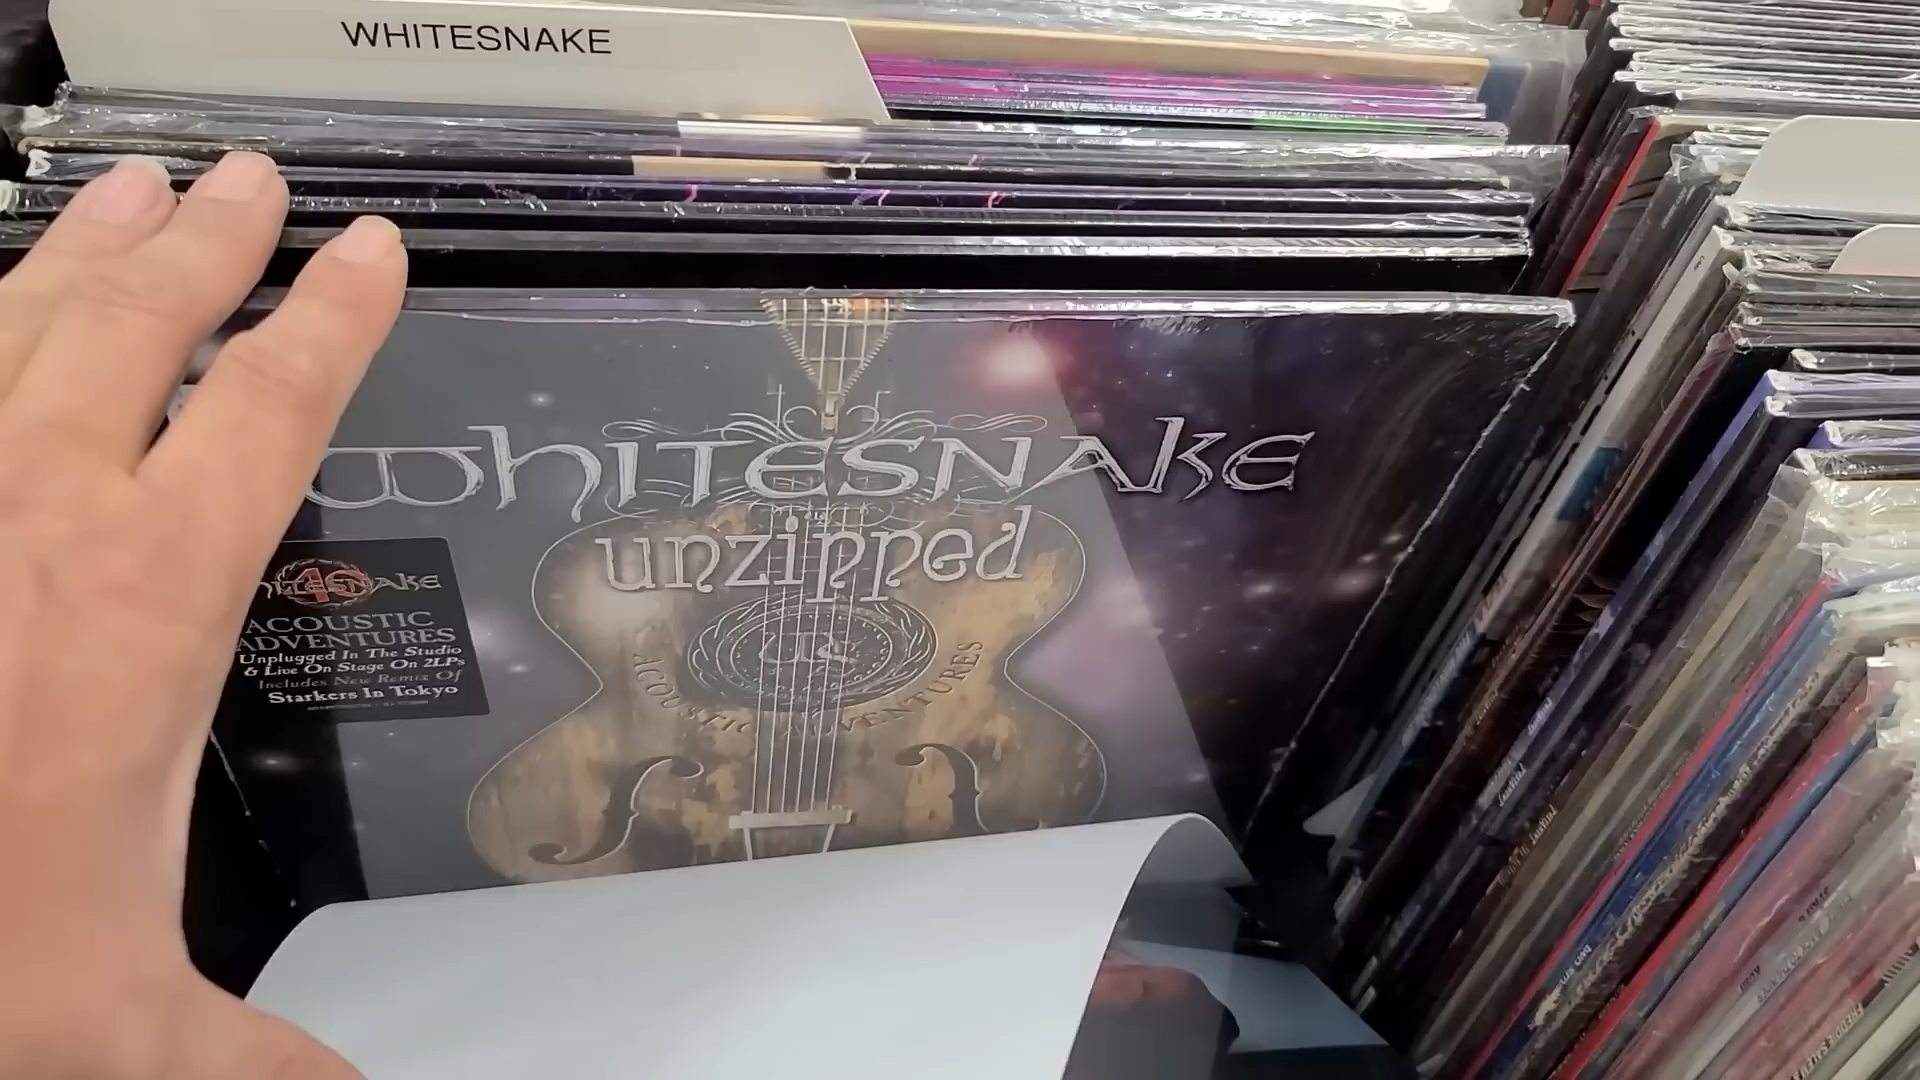 WHITESNAKE
WHITESNAKE
unzipped
ACOUSTIC ADVENTURES
WHITESNAKE
40
ACOUSTIC
ADVENTURES
Unplugged In The Studio
& Live On Stage On 2LPs
Includes New Remix Of
Starkers In Tokyo